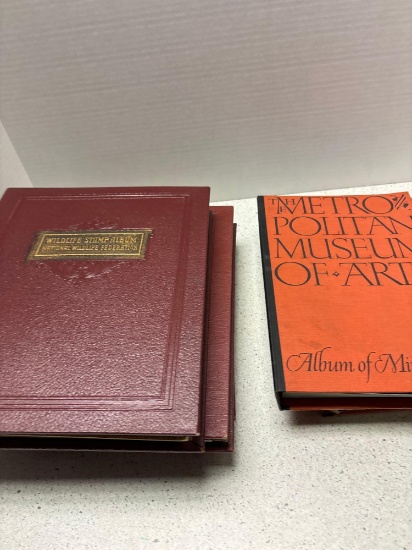 WILDLIFE STAMP ALBUM
NATIONAL WILDLIFE FEDERATION
THE METRO
POLITAN
MUSEUM
OF ART
Album of Mi